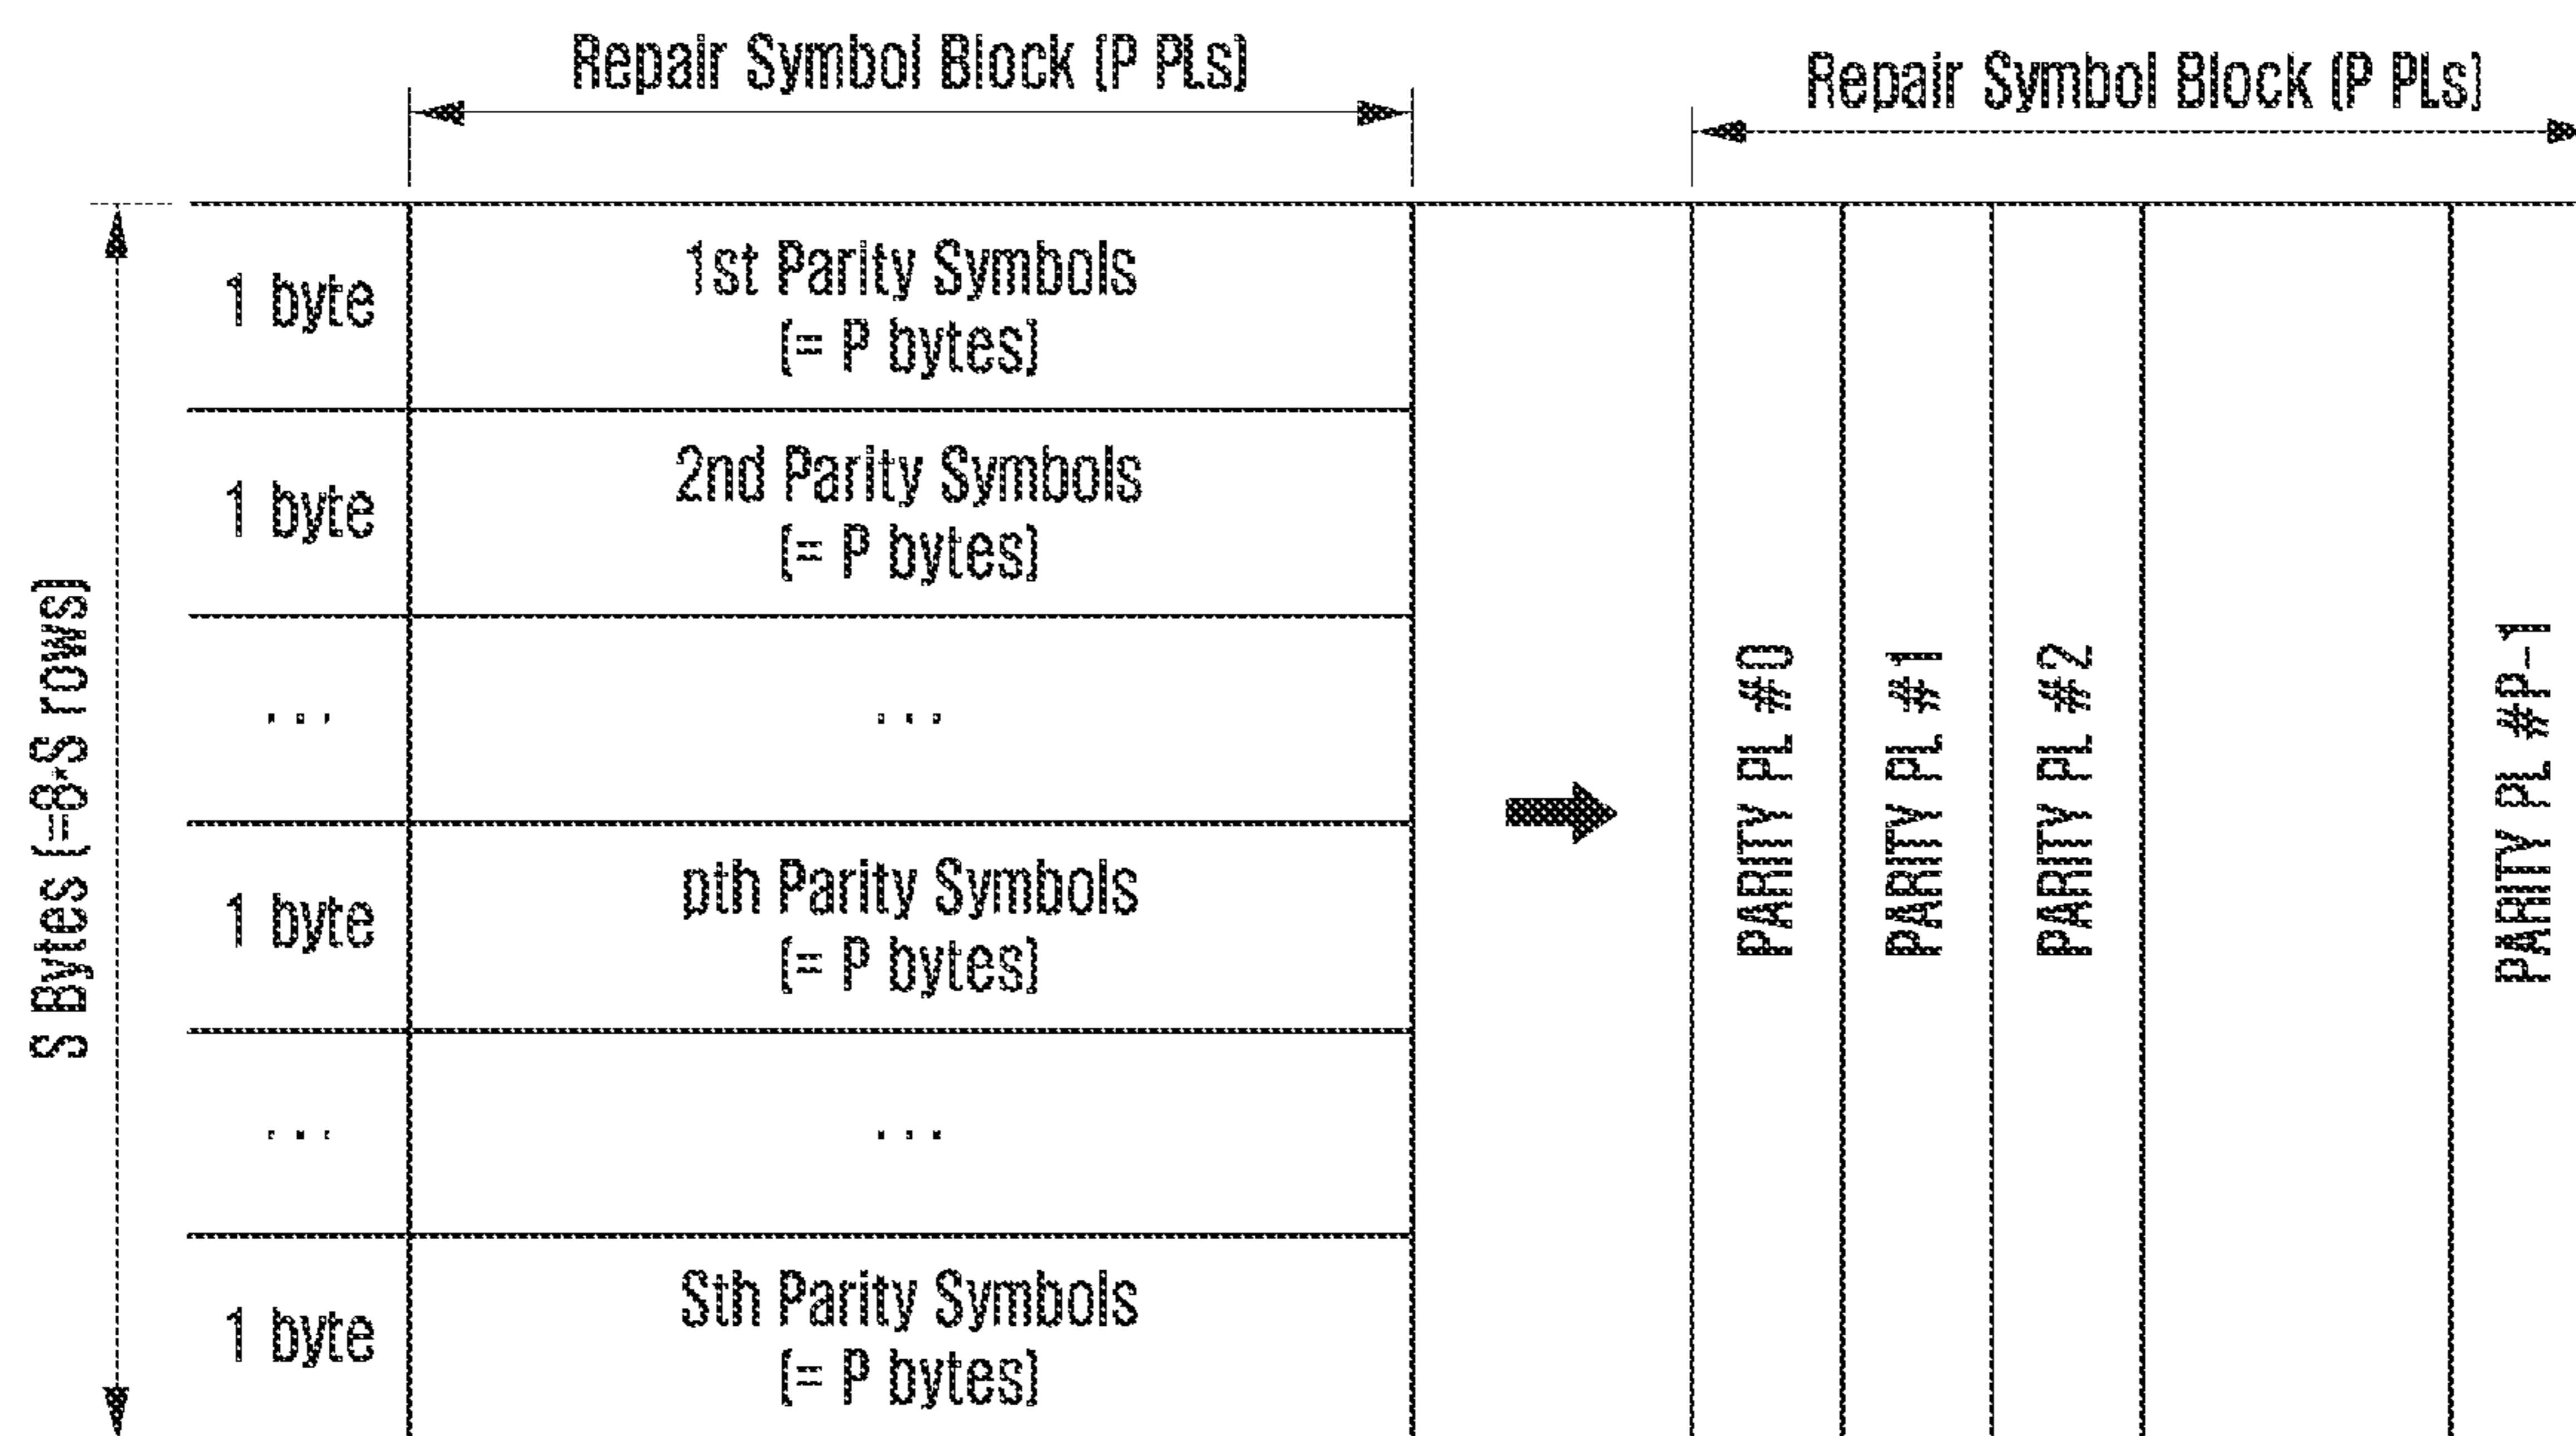 Repair Symbol Block (P PLs)
Repair Symbol Block (P PLs)
S Bytes (=8*S rows)
1 byte
1st Parity Symbols
(= P bytes)
1 byte
2nd Parity Symbols
(= P bytes)
...
...
1 byte
pth Parity Symbols
(= P bytes)
...
...
1 byte
Sth Parity Symbols
(= P bytes)
PARITY PL #0
PARITY PL #1
PARITY PL #2
PARITY PL #P-1